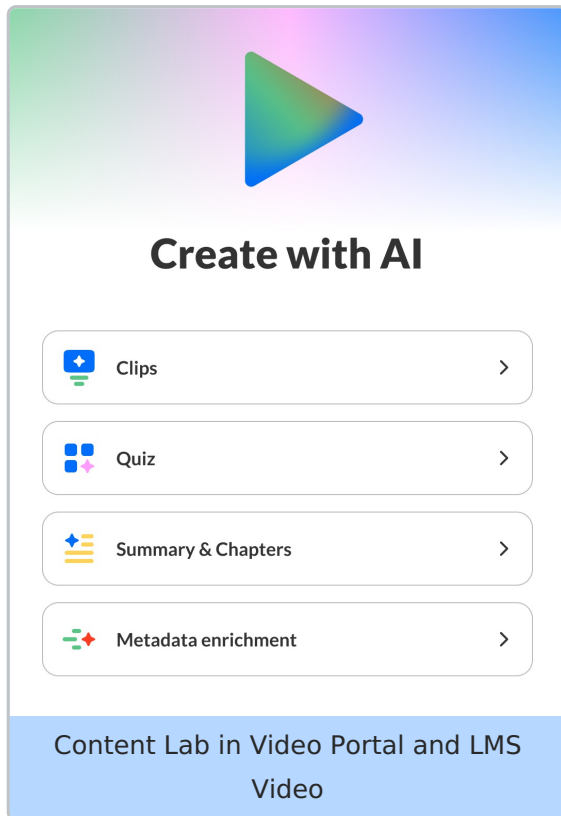 Create with AI
Clips
Quiz
Summary & Chapters
Metadata enrichment
Content Lab in Video Portal and LMS
Video